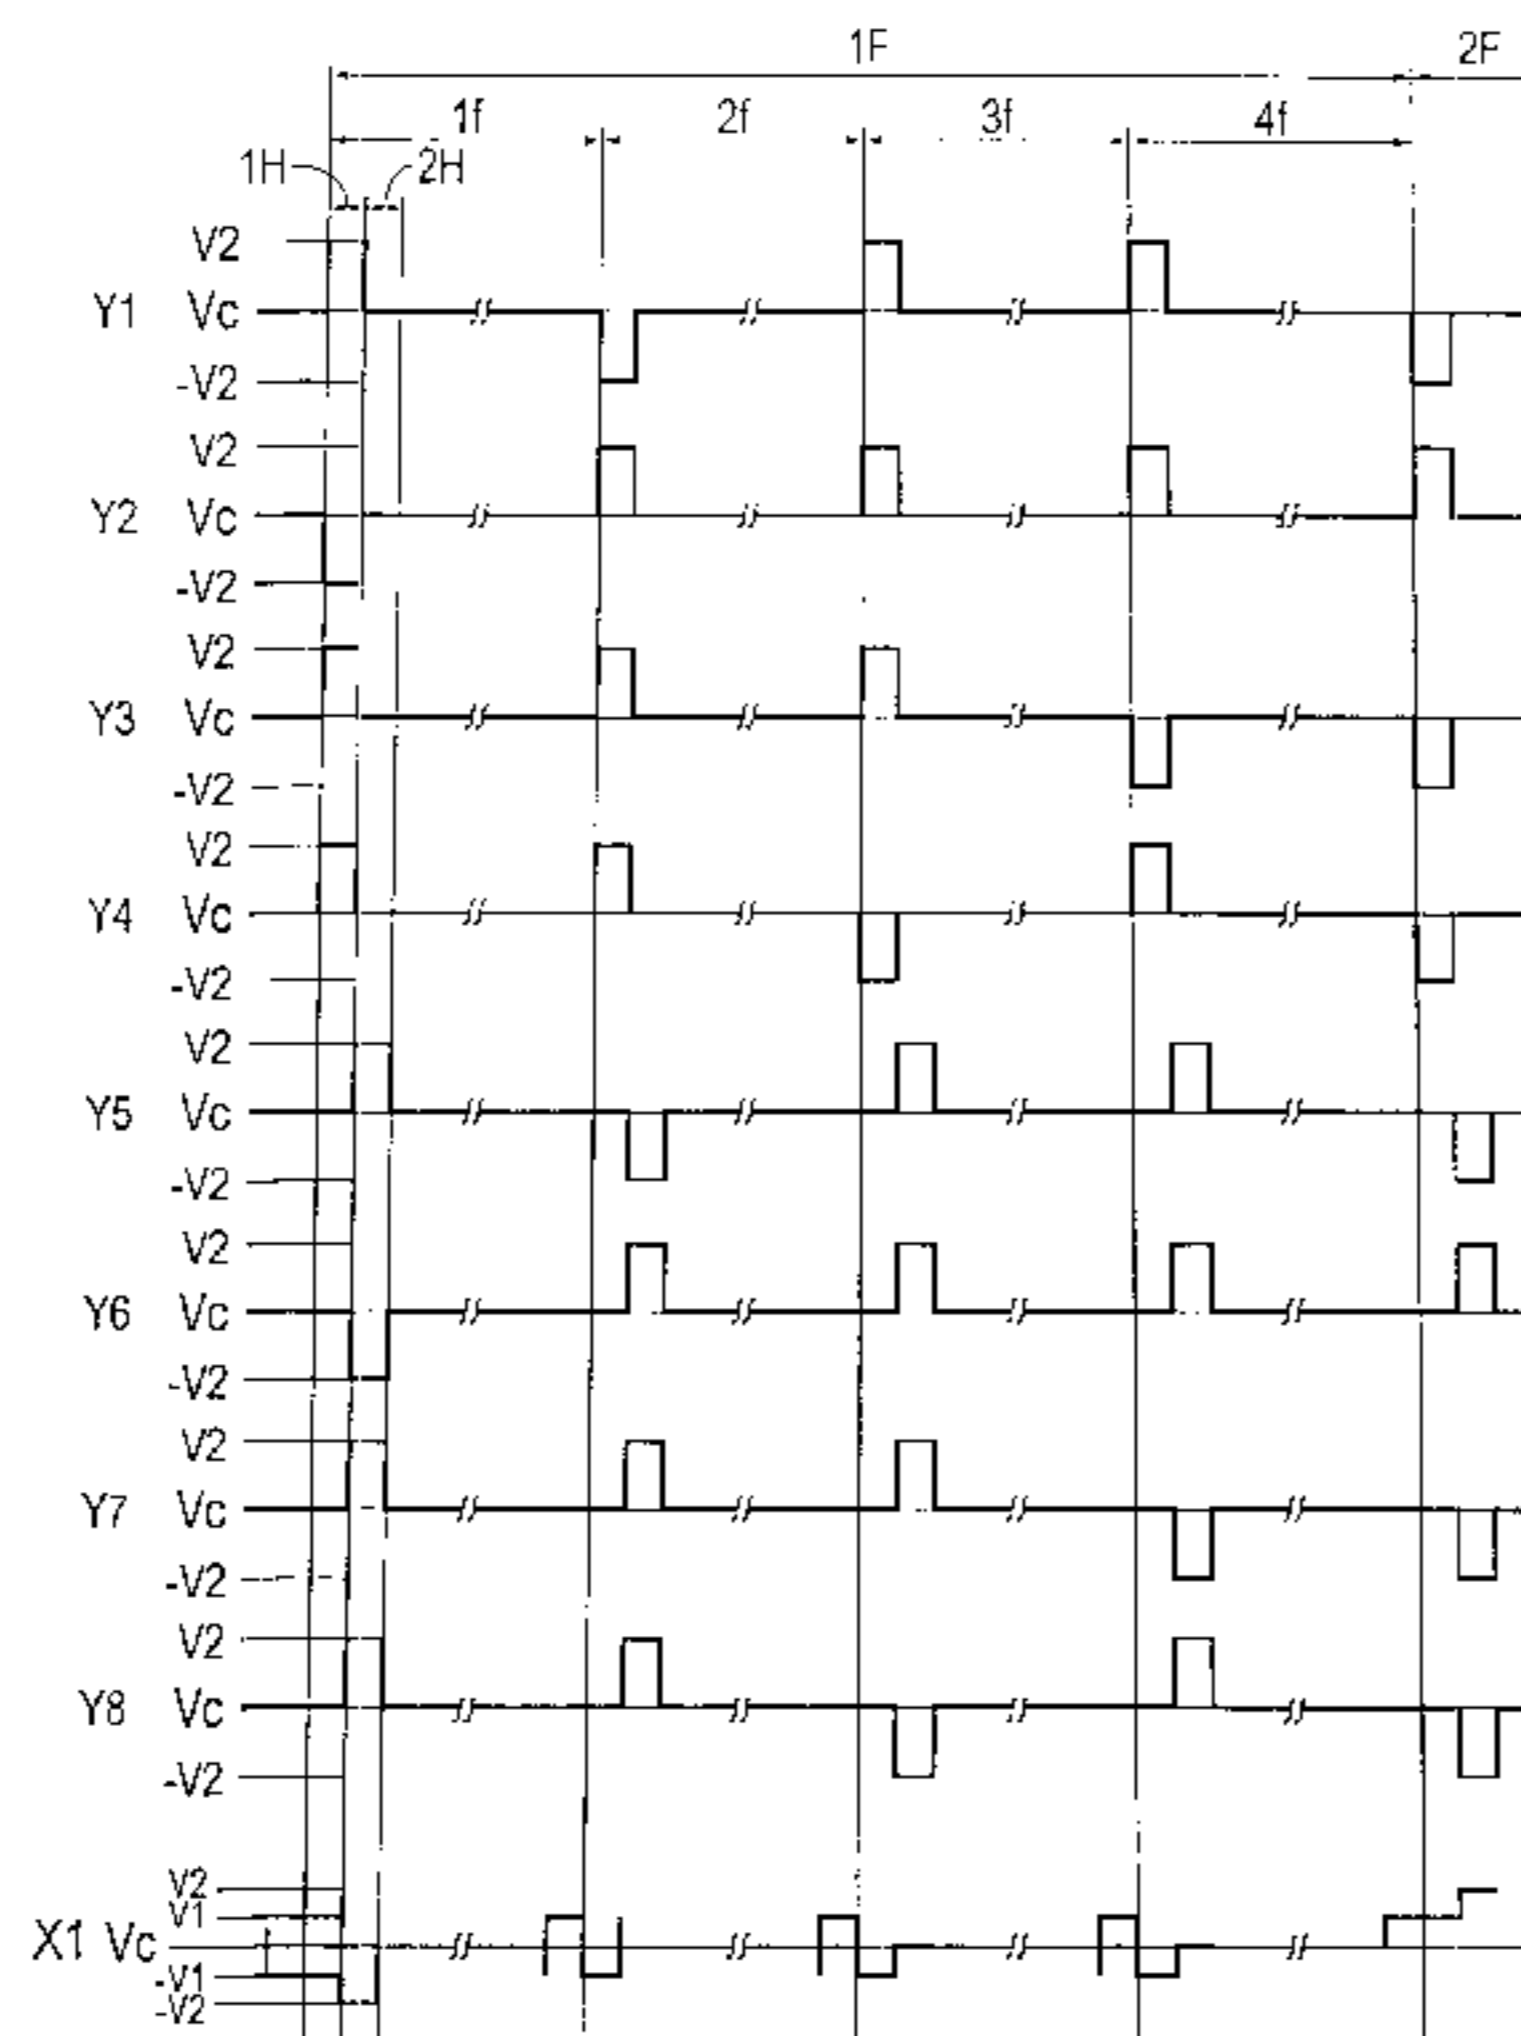 1F 2F
1f 2f 3f 4f
1H 2H
V2
Y1 Vc
-V2
V2
Y2 Vc
-V2
V2
Y3 Vc
-V2
V2
Y4 Vc
-V2
V2
Y5 Vc
-V2
V2
Y6 Vc
-V2
V2
Y7 Vc
-V2
V2
Y8 Vc
-V2
V2
V1
X1 Vc
-V1
-V2